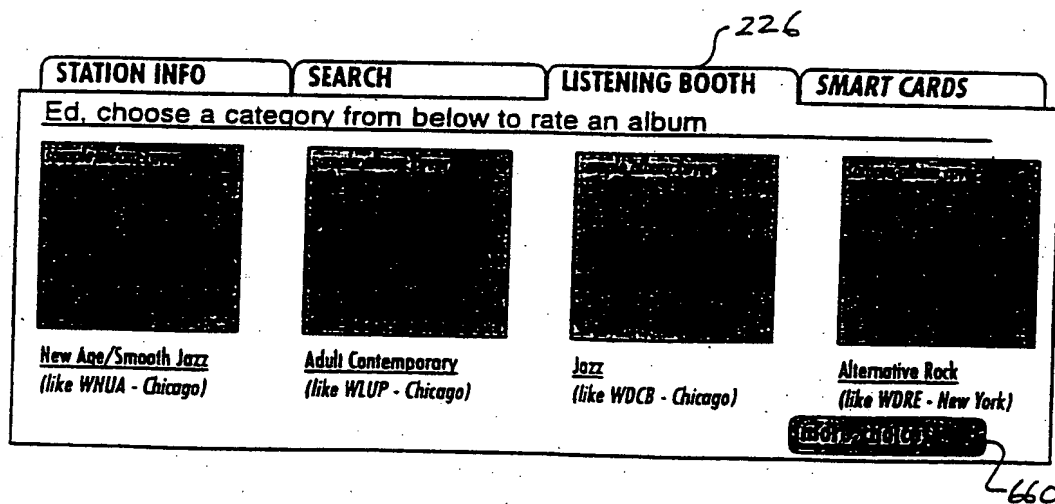 226
STATION INFO
SEARCH
LISTENING BOOTH
SMART CARDS
Ed, choose a category from below to rate an album
New Age/Smooth Jazz
Adult Contemporary
Jazz
Alternative Rock
(like WNUA - Chicago)
(like WLUP - Chicago)
(like WDCB - Chicago)
(like WDRE - New York)
660